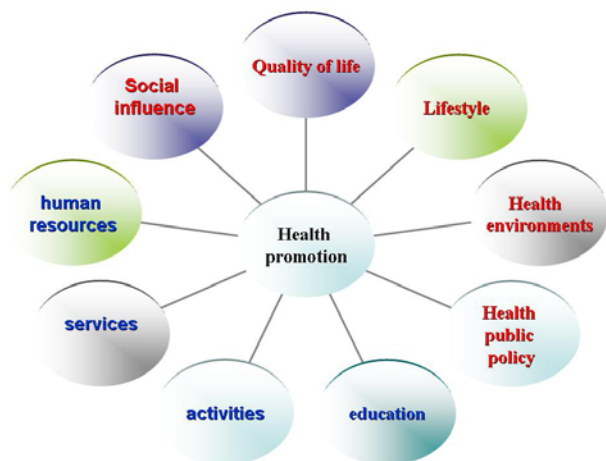 Quality of life
Social
influence
Lifestyle
human
resources
Health
environments
Health
promotion
services
Health
public
policy
activities
education